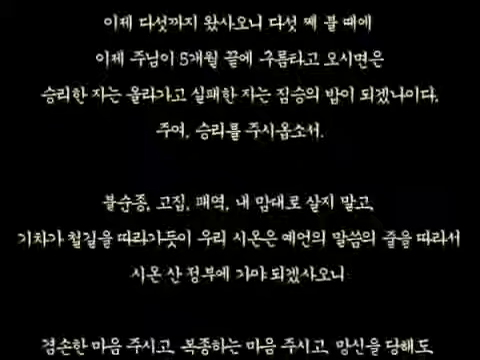 이제 다섯까지 왔사오니 다섯 째 불 때에
이제 주님이 5개월 끝에 구름타고 오시면은
승리한 자는 올라가고 실패한 자는 짐승의 밥이 되겠나이다.
주여, 승리를 주시옵소서.
불순종, 고집, 패역, 내 맘대로 살지 말고
기차가 철길을 따라가듯이 우리 시온은 예언의 말씀의 줄을 따라서
시온 산 정부에 가야 되겠사오니
겸손한 마음 주시고, 복종하는 마음 주시고, 망신을 당해도